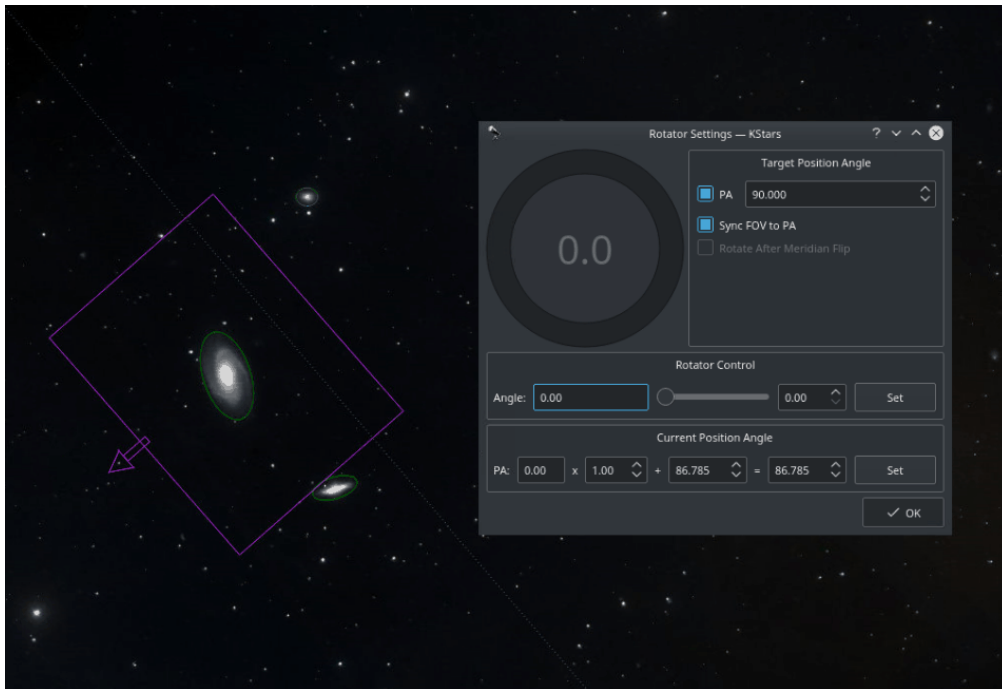 Rotator Settings — KStars
?
0.0
Target Position Angle
PA 90.000
Sync FOV to PA
Rotate After Meridian Flip
Rotator Control
Angle: 0.00 0.00 Set
Current Position Angle
PA: 0.00 x 1.00 + 86.785 = 86.785 Set
OK